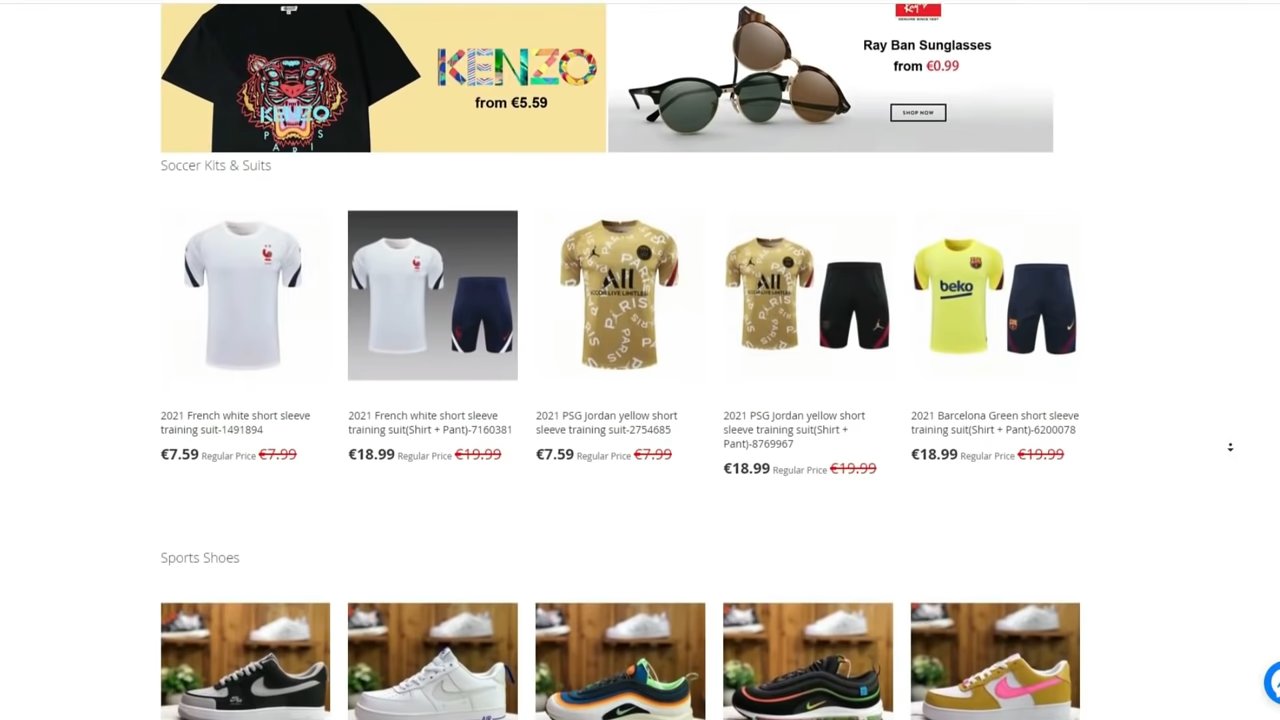 KENZO
PARIS
KENZO
from €5.59
Ray Ban Sunglasses
from €0.99
SHOP NOW
Soccer Kits & Suits
2021 French white short sleeve
training suit-1491894
€7.59 Regular Price €7.99
2021 French white short sleeve
training suit(Shirt + Pant)-7160381
€18.99 Regular Price €19.99
PARIS
2021 PSG Jordan yellow short
sleeve training suit-2754685
€7.59 Regular Price €7.99
2021 PSG Jordan yellow short
sleeve training suit(Shirt +
Pant)-8769967
€18.99 Regular Price €19.99
beko
2021 Barcelona Green short sleeve
training suit(Shirt + Pant)-6200078
€18.99 Regular Price €19.99
Sports Shoes